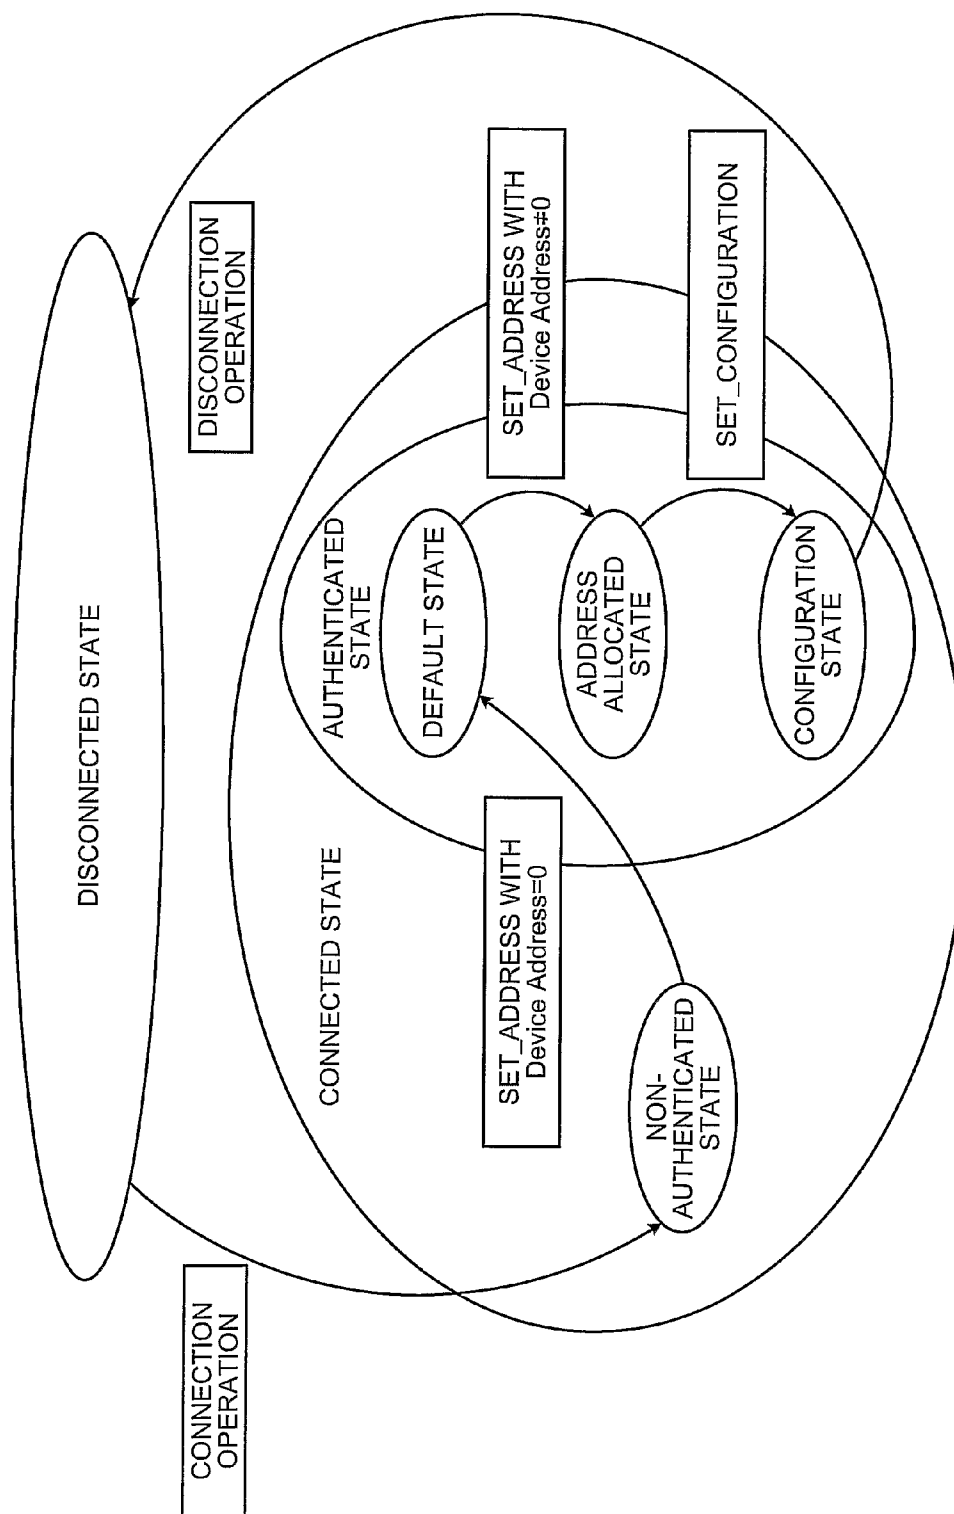 DISCONNECTED STATE
CONNECTION
OPERATION
DISCONNECTION
OPERATION
CONNECTED STATE
AUTHENTICATED
STATE
DEFAULT STATE
SET_ADDRESS WITH
Device Address=0
SET_ADDRESS WITH
Device Address≠0
ADDRESS
ALLOCATED
STATE
NON-
AUTHENTICATED
STATE
SET_CONFIGURATION
CONFIGURATION
STATE